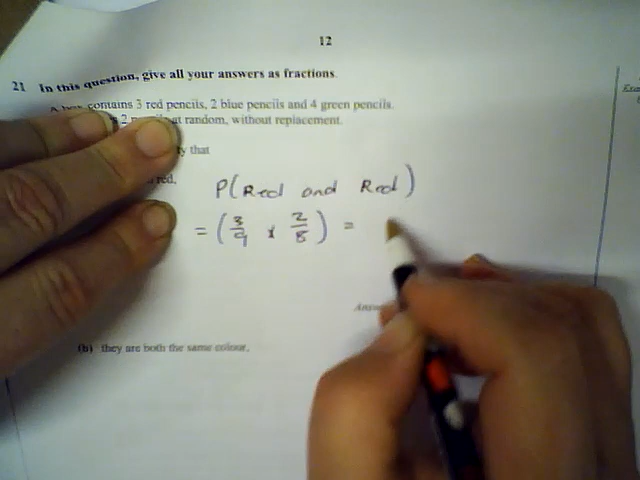 12
21 In this question, give all your answers as fractions.
contains 3 red pencils, 2 blue pencils and 4 green pencils.
2 at random, without replacement.
that
red.
P(Red and Red)
= (3/9 x 2/8) =
(b) they are both the same colour.